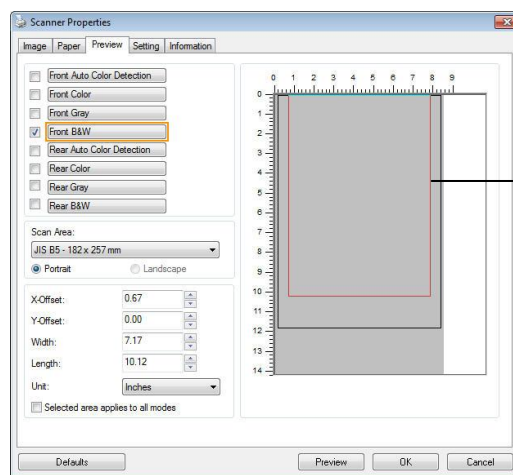 Scanner Properties
Image Paper Preview Setting Information
Front Auto Color Detection
Front Color
Front Gray
Front B&W
Rear Auto Color Detection
Rear Color
Rear Gray
Rear B&W
Scan Area:
JIS B5 - 182 x 257 mm
Portrait Landscape
X-Offset: 0.67
Y-Offset: 0.00
Width: 7.17
Length: 10.12
Unit: Inches
Selected area applies to all modes
0 1 2 3 4 5 6 7 8 9
0
1
2
3
4
5
6
7
8
9
10
11
12
13
14
Defaults Preview OK Cancel